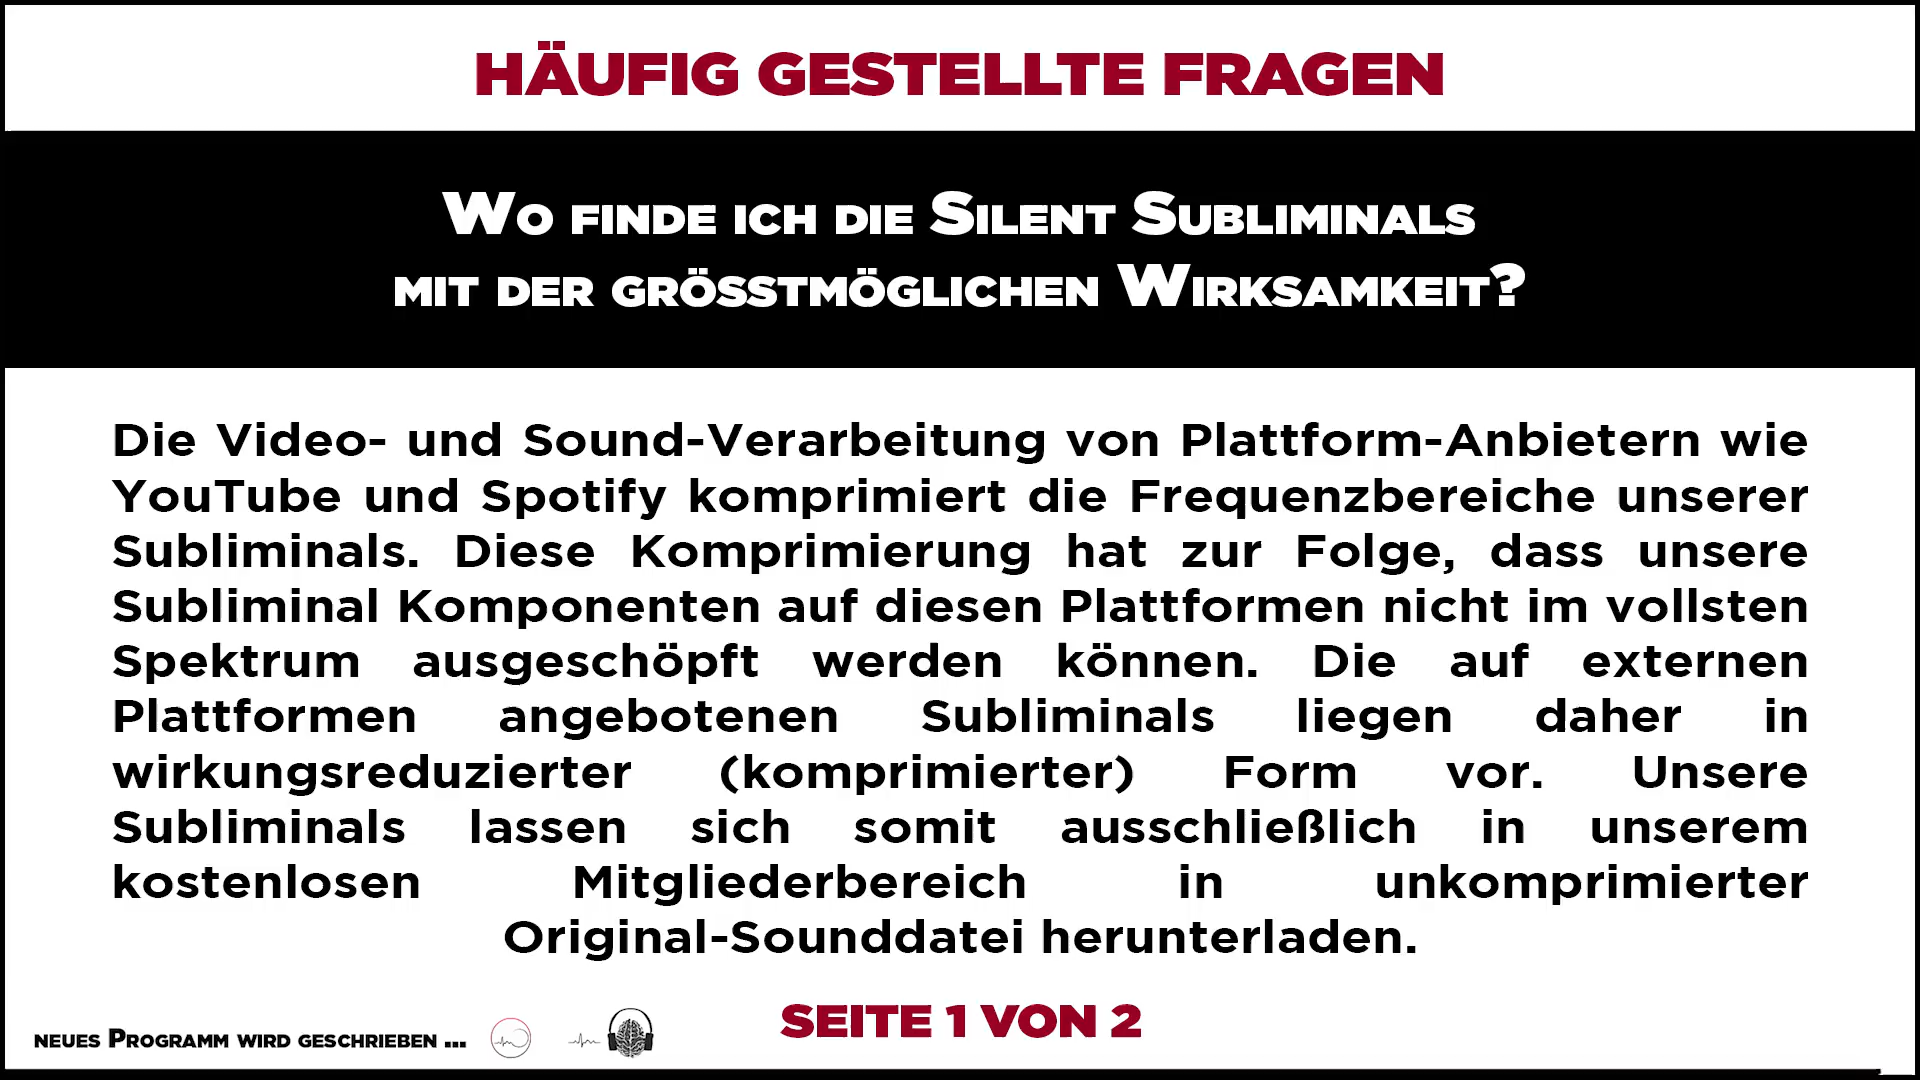 HÄUFIG GESTELLTE FRAGEN
Wo finde ich die Silent Subliminals
mit der grösstmöglichen Wirksamkeit?
Die Video- und Sound-Verarbeitung von Plattform-Anbietern wie
YouTube und Spotify komprimiert die Frequenzbereiche unserer
Subliminals. Diese Komprimierung hat zur Folge, dass unsere
Subliminal Komponenten auf diesen Plattformen nicht im vollsten
Spektrum ausgeschöpft werden können. Die auf externen
Plattformen angebotenen Subliminals liegen daher in
wirkungsreduzierter (komprimierter) Form vor. Unsere
Subliminals lassen sich somit ausschließlich in unserem
kostenlosen Mitgliederbereich in unkomprimierter
Original-Sounddatei herunterladen.
SEITE 1 VON 2
neues Programm wird geschrieben ...